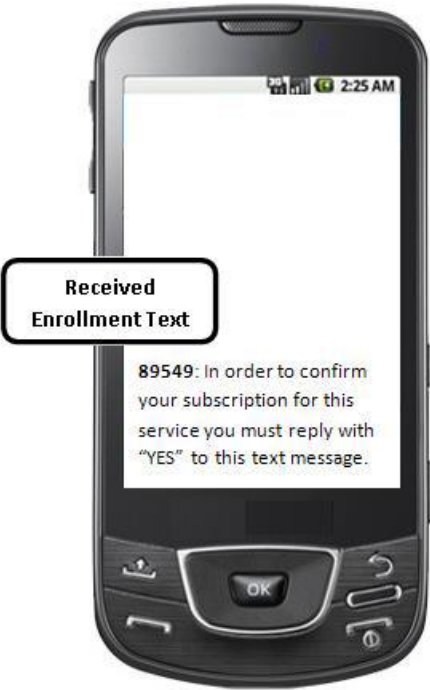 3G
2:25 AM
Received
Enrollment Text
89549: In order to confirm
your subscription for this
service you must reply with
“YES” to this text message.
OK